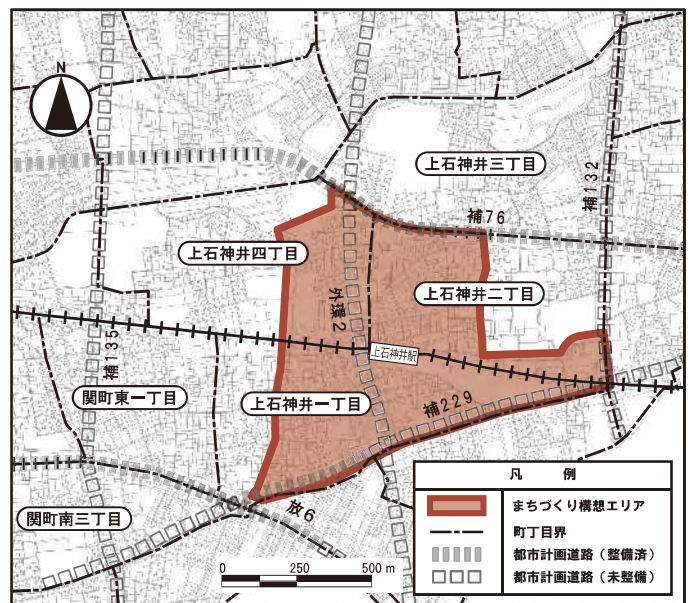 N
上石神井三丁目
補132
補76
上石神井四丁目
上石神井二丁目
外環2
上石神井駅
補135
関町東一丁目
上石神井一丁目
補229
関町南三丁目
放6
0 250 500 m
凡 例
まちづくり構想エリア
町丁目界
都市計画道路（整備済）
都市計画道路（未整備）